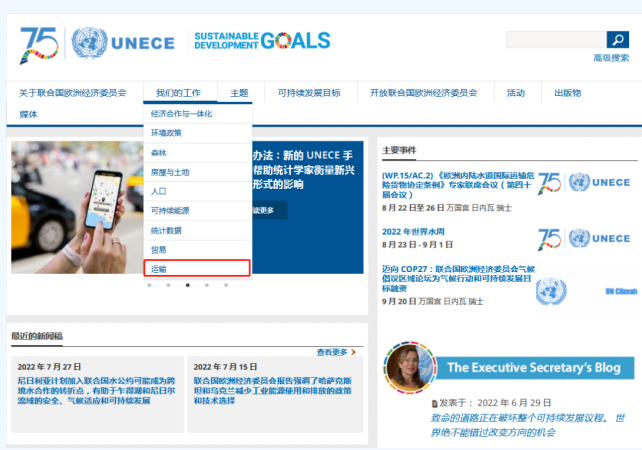 75 UNECE SUSTAINABLE DEVELOPMENT GOALS
高级搜索
关于联合国欧洲经济委员会 我们的工作 主题 可持续发展目标 开放联合国欧洲经济委员会 活动 出版物
媒体
经济合作与一体化
环境政策
森林
房屋与土地
人口
可持续能源
统计数据
贸易
运输
办法：新的 UNECE 手
帮助统计学家衡量新兴
形式的影响
读更多
主要事件
(WP.15/AC.2) 《欧洲内陆水道国际运输危
险货物协定条例》专家联席会议（第四十
届会议）
8 月 22 日至 26 日 万国宫 日内瓦 瑞士
75 UNECE
2022 年世界水周
8 月 23 日 - 9 月 1 日
75 UNECE
迈向 COP27：联合国欧洲经济委员会气候
倡议区域论坛为气候行动和可持续发展目
标融资
9 月 20 日 万国宫 日内瓦 瑞士
UN Climat
最近的新闻稿
查看更多
2022 年 7 月 27 日
尼日利亚计划加入联合国水公约可能成为跨
境水合作的转折点，有助于乍得湖和尼日尔
流域的安全、气候适应和可持续发展
2022 年 7 月 15 日
联合国欧洲经济委员会报告强调了哈萨克斯
坦和乌克兰减少工业能源使用和排放的政策
和技术选择
The Executive Secretary's Blog
发表于： 2022 年 6 月 29 日
致命的道路正在破坏整个可持续发展议程。 世
界绝不能错过改变方向的机会